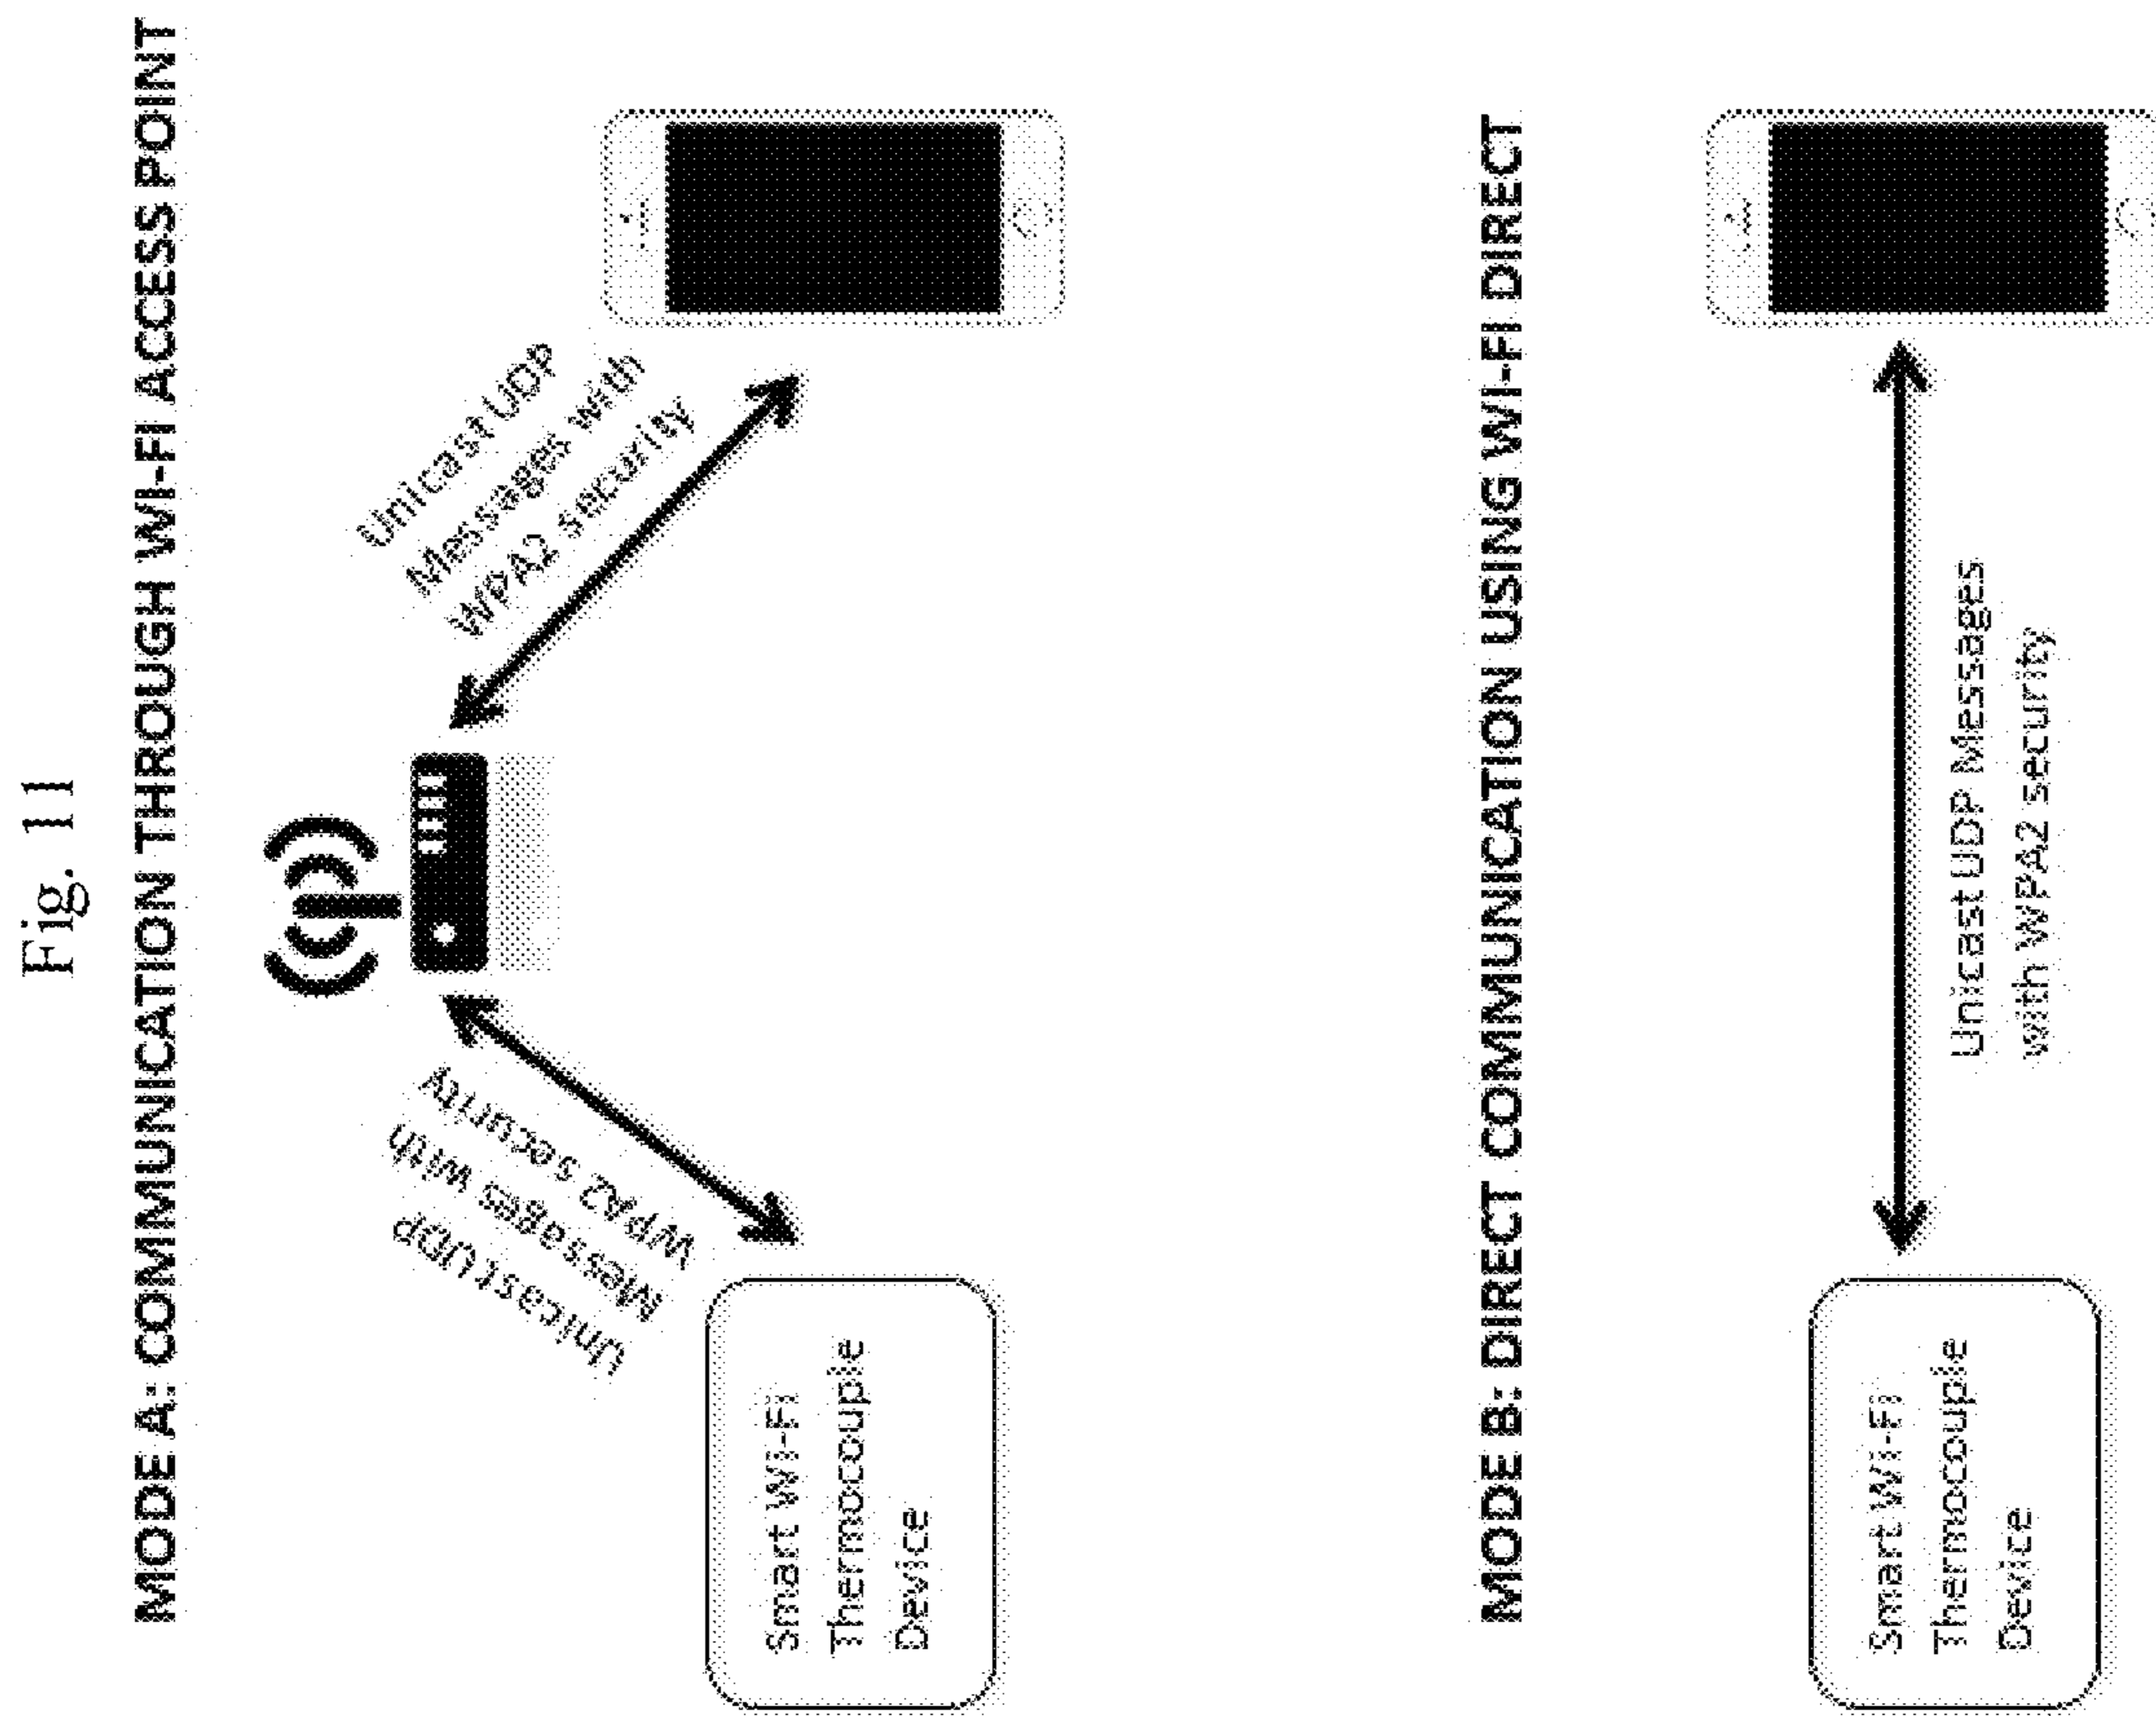 Fig. 11
MODE A: COMMUNICATION THROUGH WI-FI ACCESS POINT
Unicast UDP
Messages with
WPA2 security
Unicast UDP
Messages with
WPA2 security
Smart Wi-Fi
Thermocouple
Device
MODE B: DIRECT COMMUNICATION USING WI-FI DIRECT
Smart Wi-Fi
Thermocouple
Device
Unicast UDP Messages
with WPA2 security